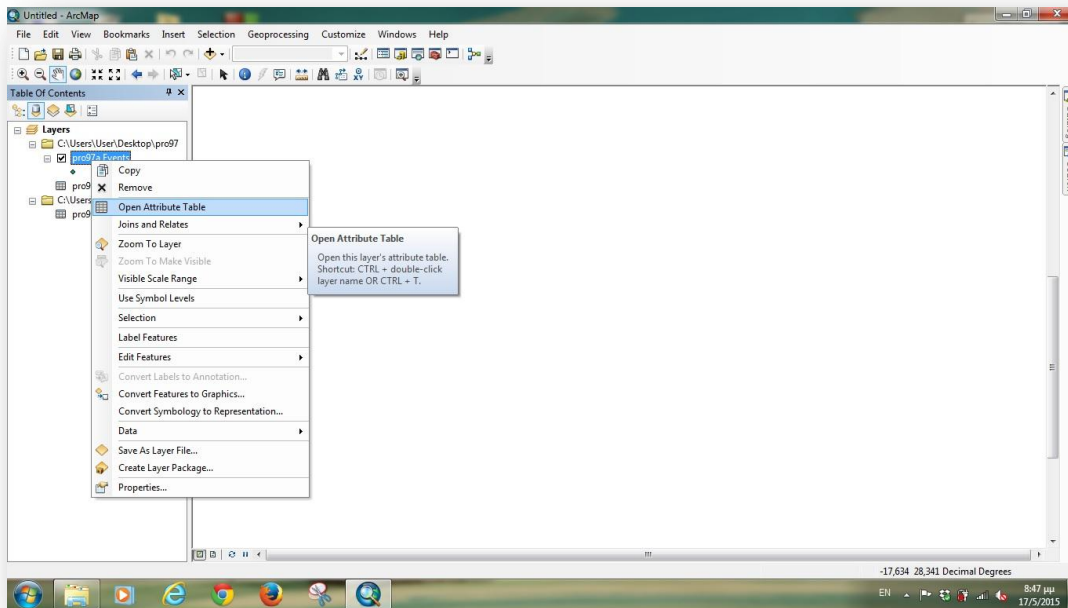 Untitled - ArcMap
File Edit View Bookmarks Insert Selection Geoprocessing Customize Windows Help
Table Of Contents
Layers
C:\Users\User\Desktop\pro97
pro97a Events
pro9
C:\Users
pro9
Copy
Remove
Open Attribute Table
Joins and Relates
Zoom To Layer
Zoom To Make Visible
Visible Scale Range
Use Symbol Levels
Selection
Label Features
Edit Features
Convert Labels to Annotation...
Convert Features to Graphics...
Convert Symbology to Representation...
Data
Save As Layer File...
Create Layer Package...
Properties...
Open Attribute Table
Open this layer's attribute table.
Shortcut: CTRL + double-click
layer name OR CTRL + T.
-17,634 28,341 Decimal Degrees
EN
8:47 μμ
17/5/2015